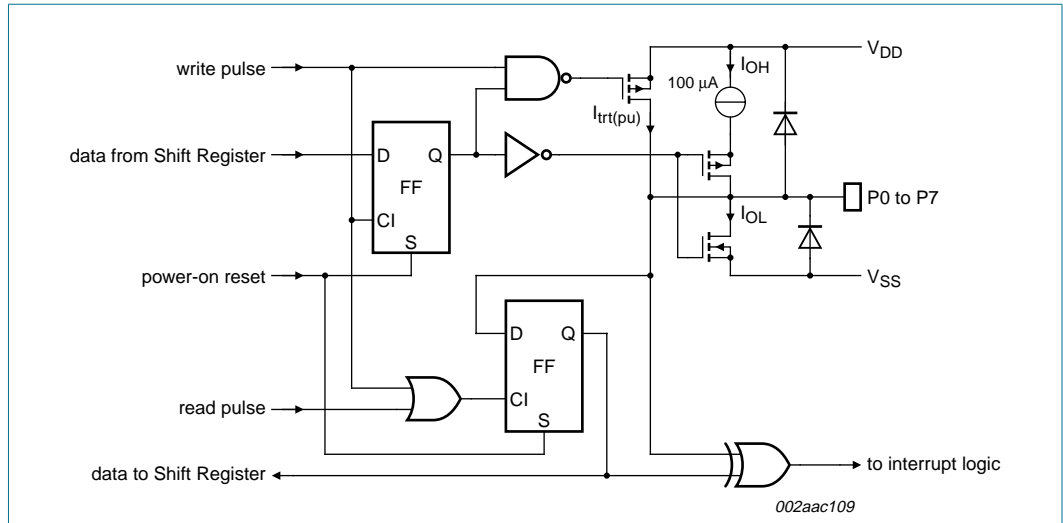 write pulse
data from Shift Register
power-on reset
read pulse
data to Shift Register
D
Q
FF
CI
S
D
Q
FF
CI
S
I_trt(pu)
100 μA
I_OH
V_DD
P0 to P7
I_OL
V_SS
to interrupt logic
002aac109